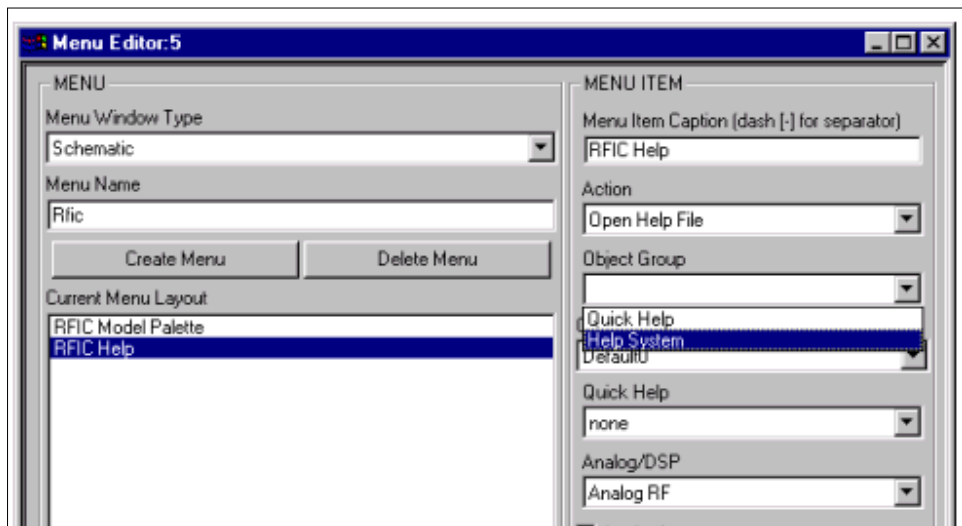 Menu Editor:5
MENU
Menu Window Type
Schematic
Menu Name
Rfic
Create Menu
Delete Menu
Current Menu Layout
RFIC Model Palette
RFIC Help
MENU ITEM
Menu Item Caption (dash [-] for separator)
RFIC Help
Action
Open Help File
Object Group
Quick Help
Help System
Quick Help
none
Analog/DSP
Analog RF